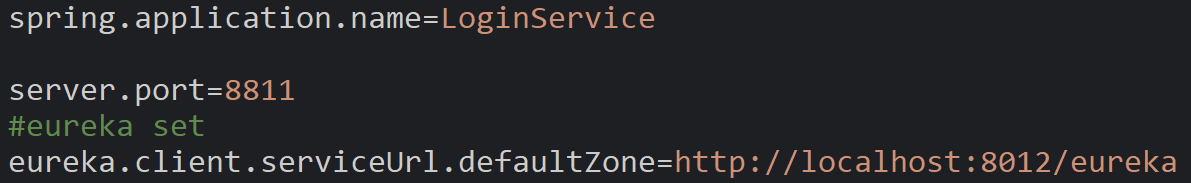 spring.application.name=LoginService
server.port=8811
#eureka set
eureka.client.serviceUrl.defaultZone=http://localhost:8012/eureka